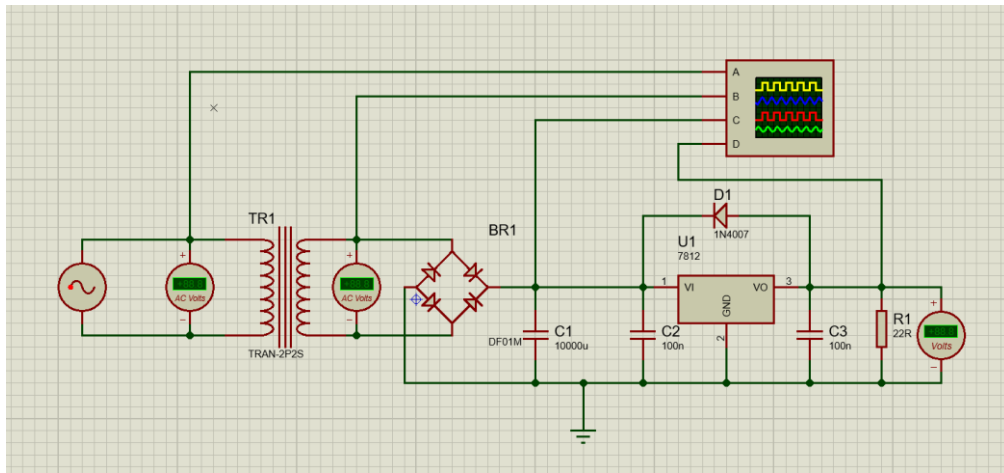 A
B
C
D
D1
1N4007
TR1
BR1
U1
7812
1
VI
VO
3
GND
2
+
AC Volts
−
+
AC Volts
−
TRAN-2P2S
DF01M
C1
10000u
C2
100n
C3
100n
R1
22R
+
Volts
−